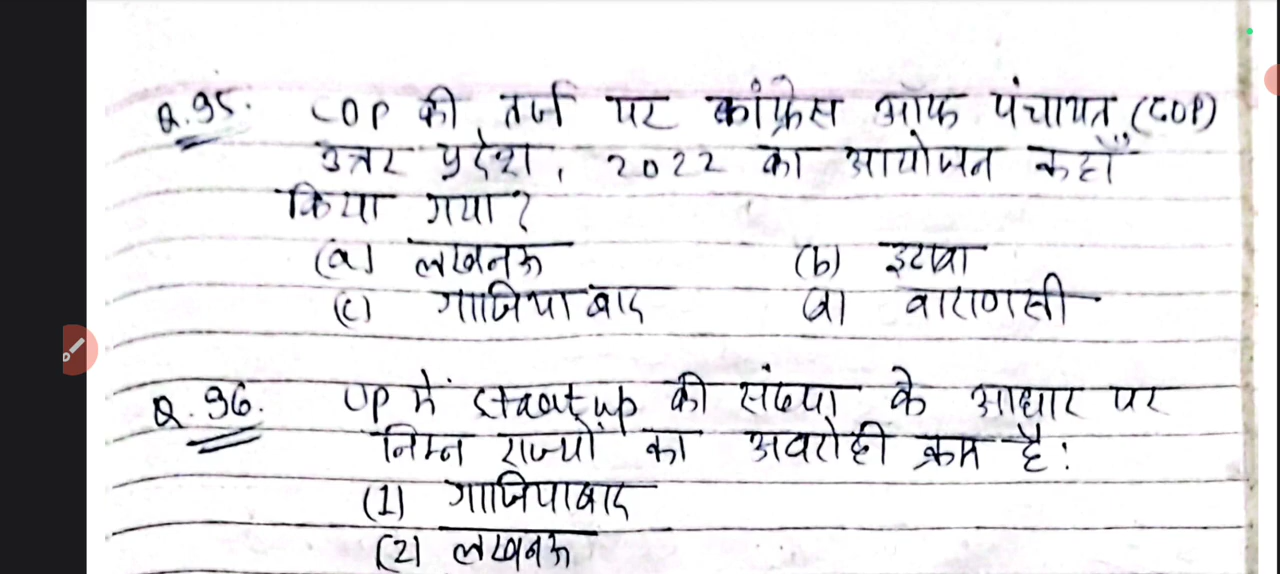 Q.95. COP की तर्ज पर कांफ्रेस ऑफ पंचायत (COP)
उत्तर प्रदेश, 2022 का आयोजन कहाँ"
किया गया?
(a) लखनऊ (b) इटावा
(c) गाजियाबाद (d) वाराणसी
Q.96. UP में startup की संख्या के आधार पर
निम्न राज्यों का अवरोही क्रम है:
(1) गाजियाबाद
(2) लखनऊ